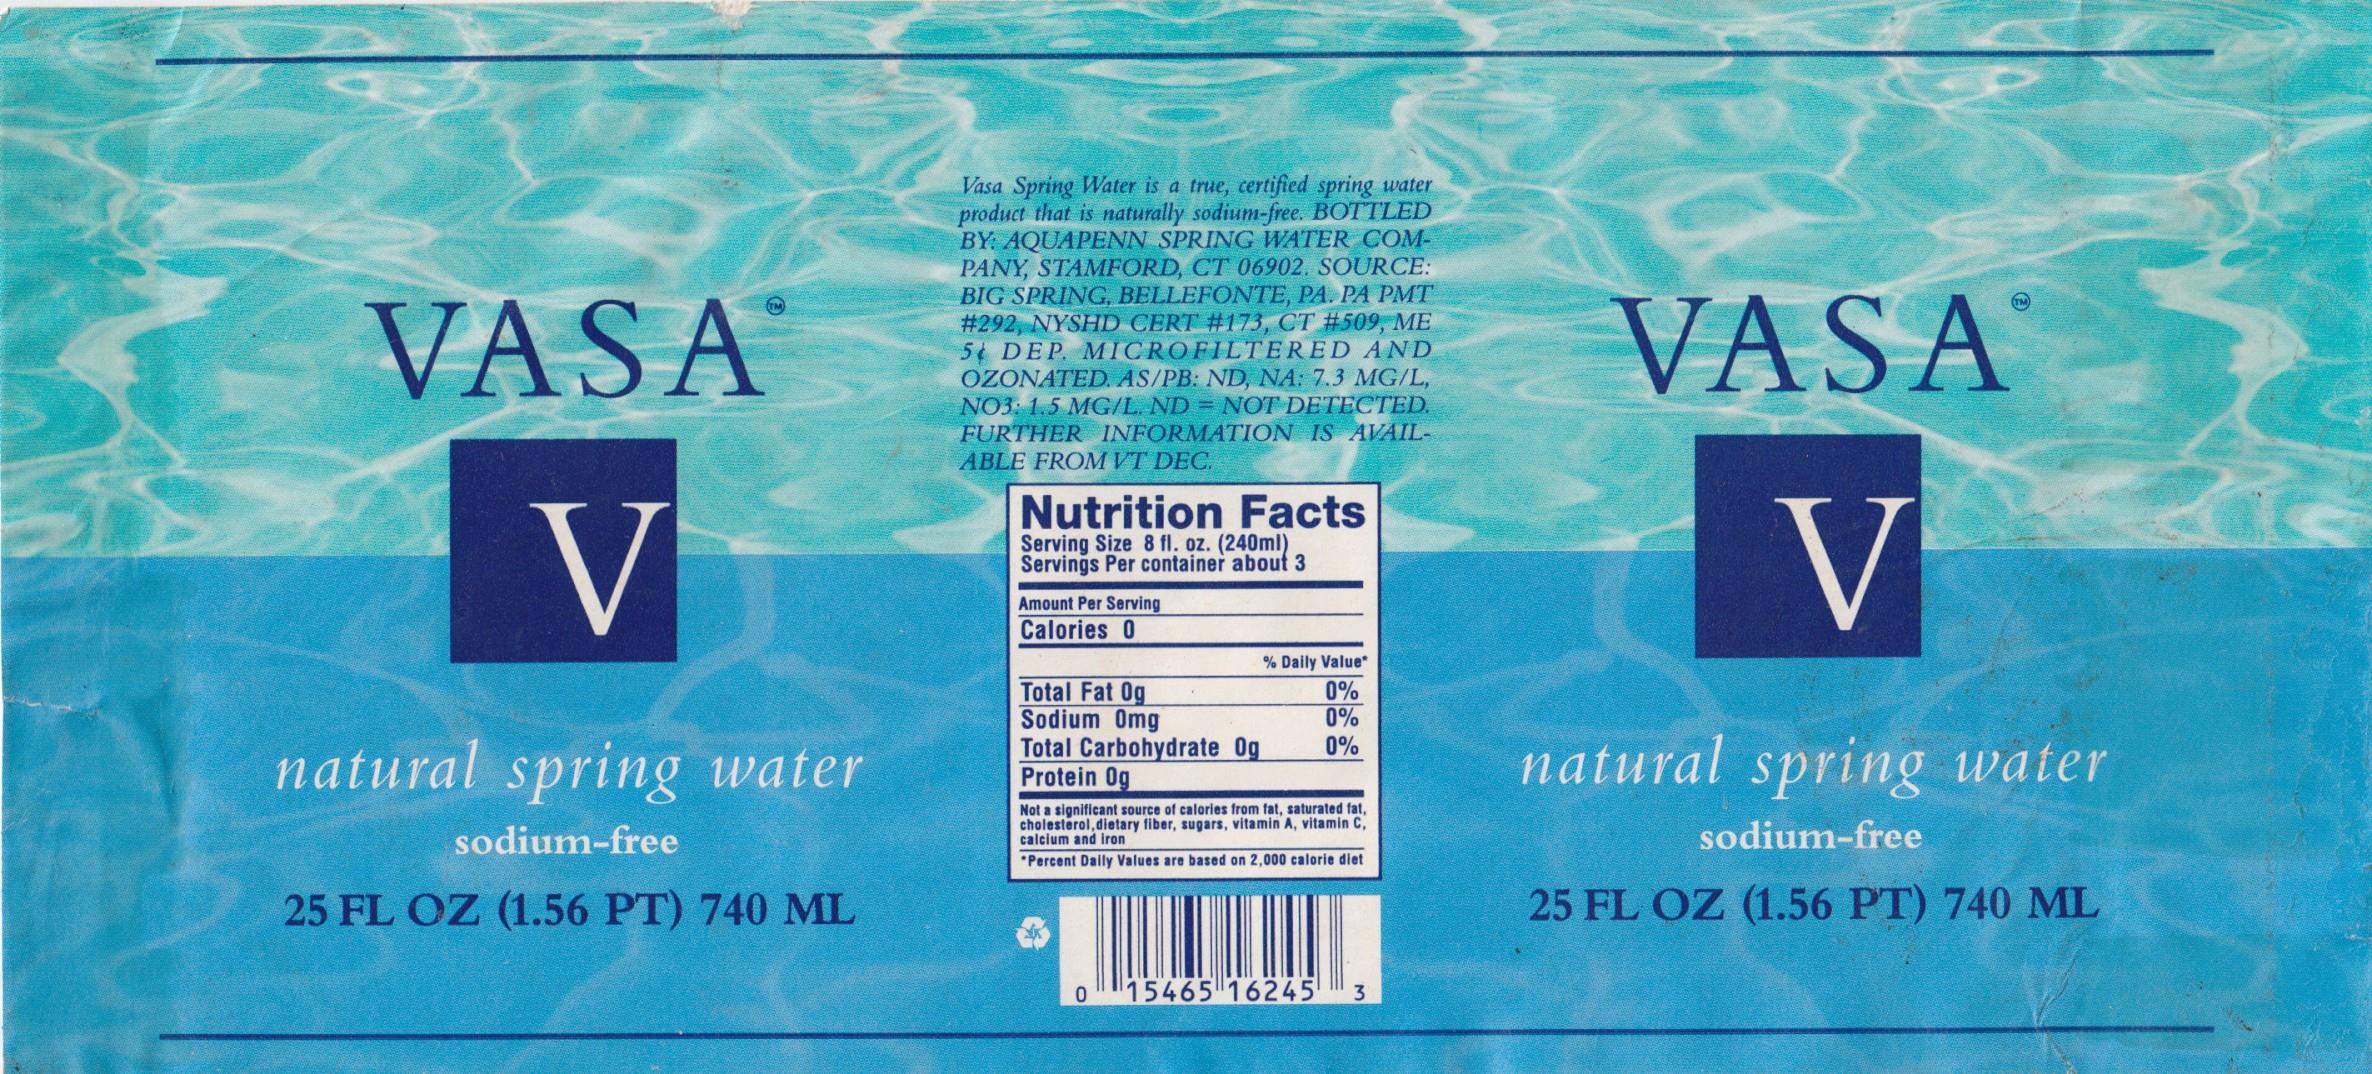 VASA™
V
natural spring water
sodium-free
25 FL OZ (1.56 PT) 740 ML
Vasa Spring Water is a true, certified spring water
product that is naturally sodium-free. BOTTLED
BY: AQUAPENN SPRING WATER COM-
PANY, STAMFORD, CT 06902. SOURCE:
BIG SPRING, BELLEFONTE, PA. PA PMT
#292, NYSHD CERT #173, CT #509, ME
5¢ DEP. MICROFILTERED AND
OZONATED. AS/PB: ND, NA: 7.3 MG/L,
NO3: 1.5 MG/L. ND = NOT DETECTED.
FURTHER INFORMATION IS AVAIL-
ABLE FROM VT DEC.
Nutrition Facts
Serving Size 8 fl. oz. (240ml)
Servings Per container about 3
Amount Per Serving
Calories 0
% Daily Value*
Total Fat 0g 0%
Sodium 0mg 0%
Total Carbohydrate 0g 0%
Protein 0g
Not a significant source of calories from fat, saturated fat,
cholesterol,dietary fiber, sugars, vitamin A, vitamin C,
calcium and iron
*Percent Daily Values are based on 2,000 calorie diet
0 15465 16245 3
VASA™
V
natural spring water
sodium-free
25 FL OZ (1.56 PT) 740 ML